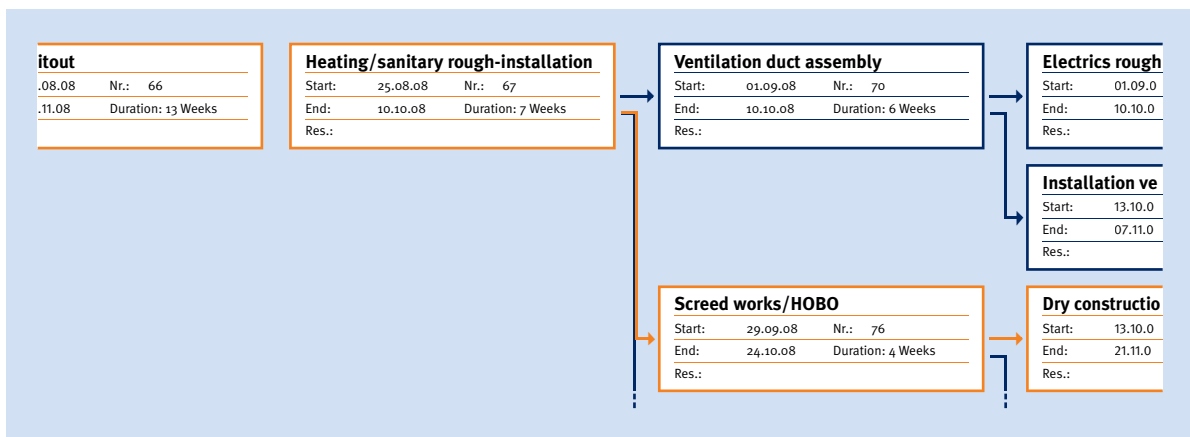 itout
.08.08 Nr.: 66
.11.08 Duration: 13 Weeks
Heating/sanitary rough-installation
Start: 25.08.08 Nr.: 67
End: 10.10.08 Duration: 7 Weeks
Res.:
Ventilation duct assembly
Start: 01.09.08 Nr.: 70
End: 10.10.08 Duration: 6 Weeks
Res.:
Electrics rough
Start: 01.09.0
End: 10.10.0
Res.:
Installation ve
Start: 13.10.0
End: 07.11.0
Res.:
Screed works/HOBO
Start: 29.09.08 Nr.: 76
End: 24.10.08 Duration: 4 Weeks
Res.:
Dry constructio
Start: 13.10.0
End: 21.11.0
Res.: